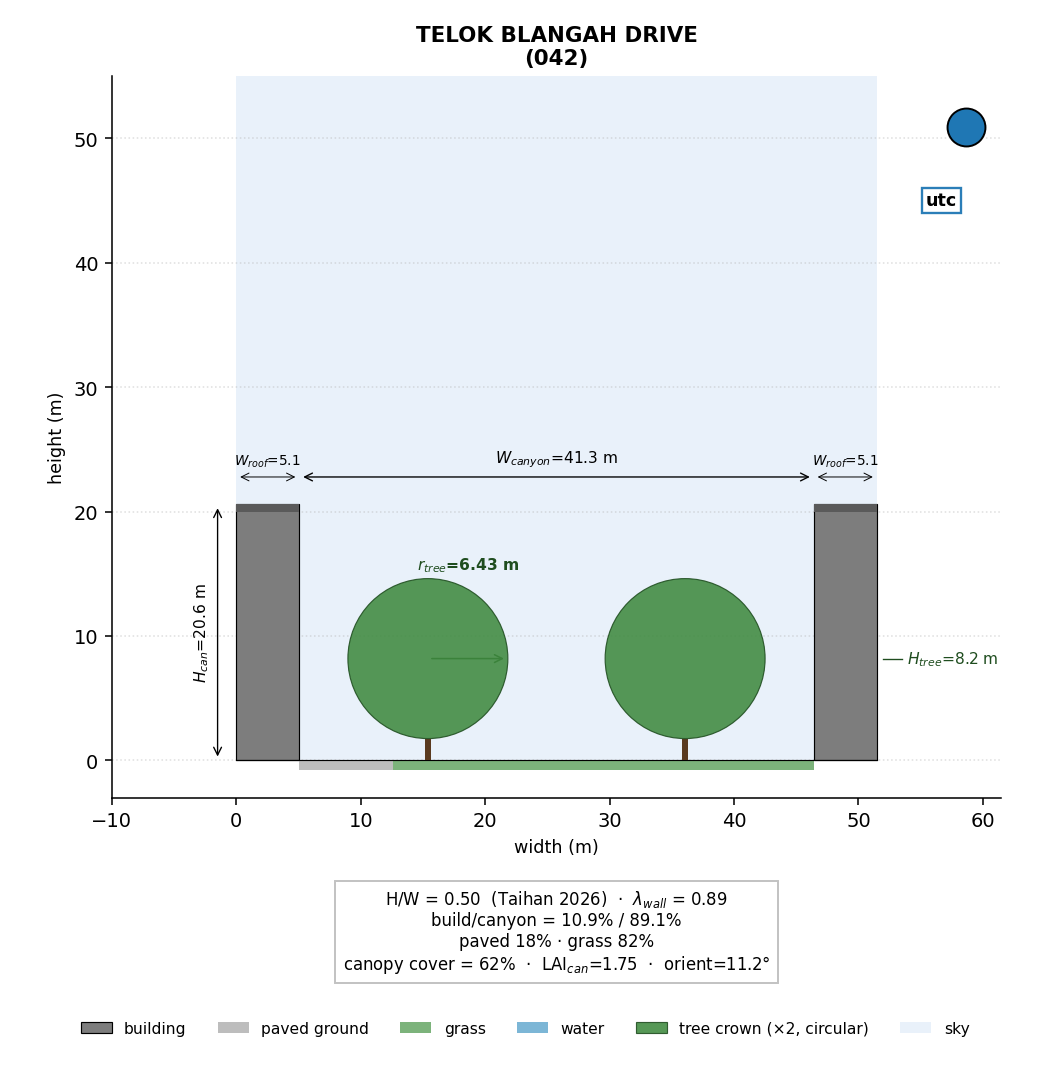 TELOK BLANGAH DRIVE
(042)
50
40
30
20
10
0
height (m)
utc
W_roof=5.1
W_canyon=41.3 m
W_roof=5.1
r_tree=6.43 m
H_can=20.6 m
H_tree=8.2 m
−10 0 10 20 30 40 50 60
width (m)
H/W = 0.50 (Taihan 2026) · λ_wall = 0.89
build/canyon = 10.9% / 89.1%
paved 18% · grass 82%
canopy cover = 62% · LAI_can=1.75 · orient=11.2°
building paved ground grass water tree crown (×2, circular) sky